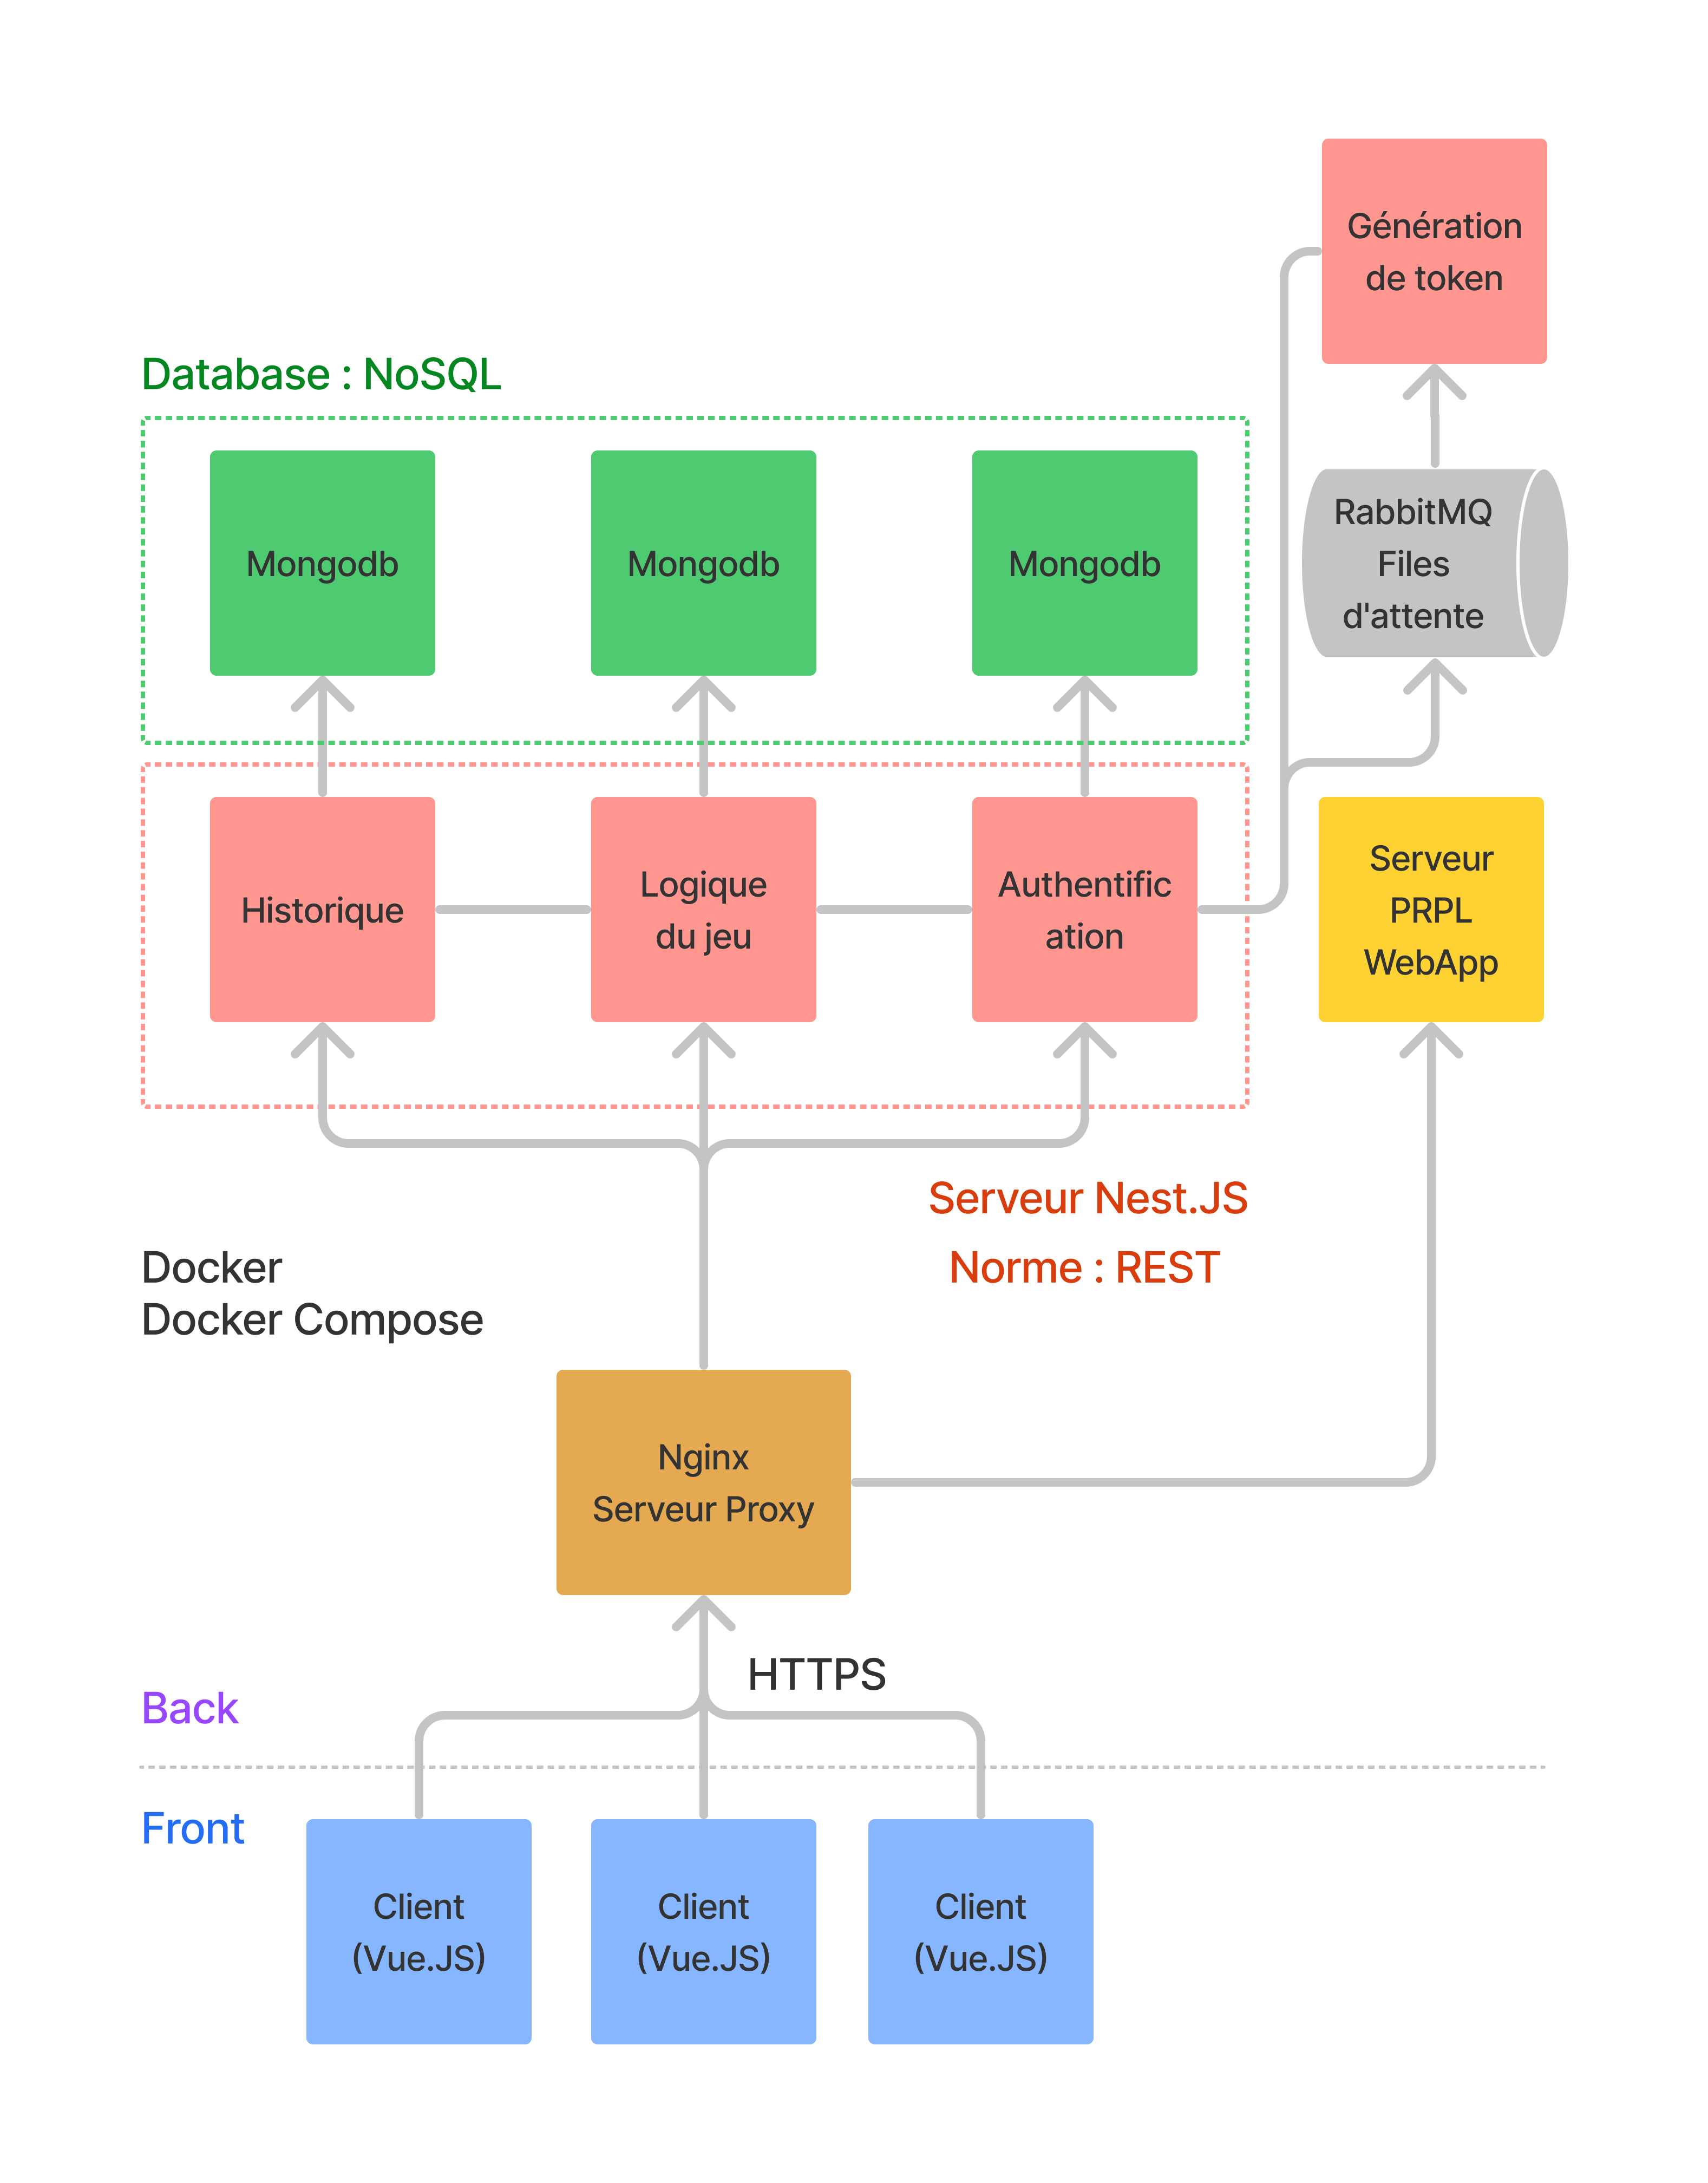 Génération
de token
Database : NoSQL
Mongodb
Mongodb
Mongodb
RabbitMQ
Files
d'attente
Historique
Logique
du jeu
Authentific
ation
Serveur
PRPL
WebApp
Serveur Nest.JS
Norme : REST
Docker
Docker Compose
Nginx
Serveur Proxy
HTTPS
Back
Front
Client
(Vue.JS)
Client
(Vue.JS)
Client
(Vue.JS)